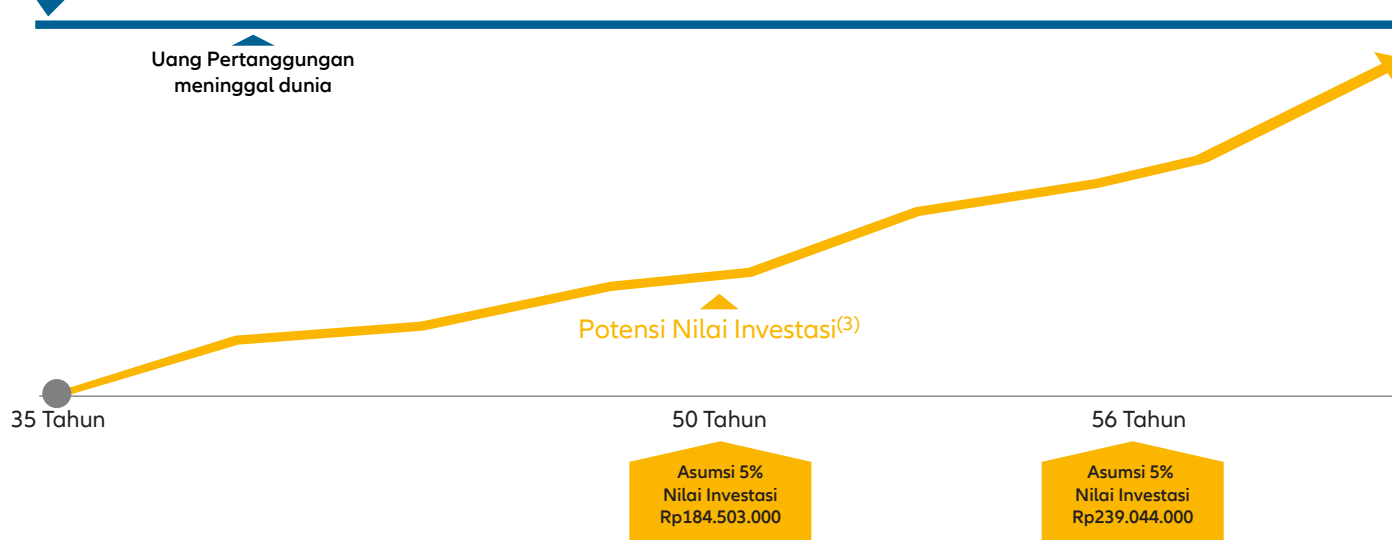 Uang Pertanggungan
meninggal dunia
Potensi Nilai Investasi(3)
35 Tahun
50 Tahun
56 Tahun
Asumsi 5%
Nilai Investasi
Rp184.503.000
Asumsi 5%
Nilai Investasi
Rp239.044.000